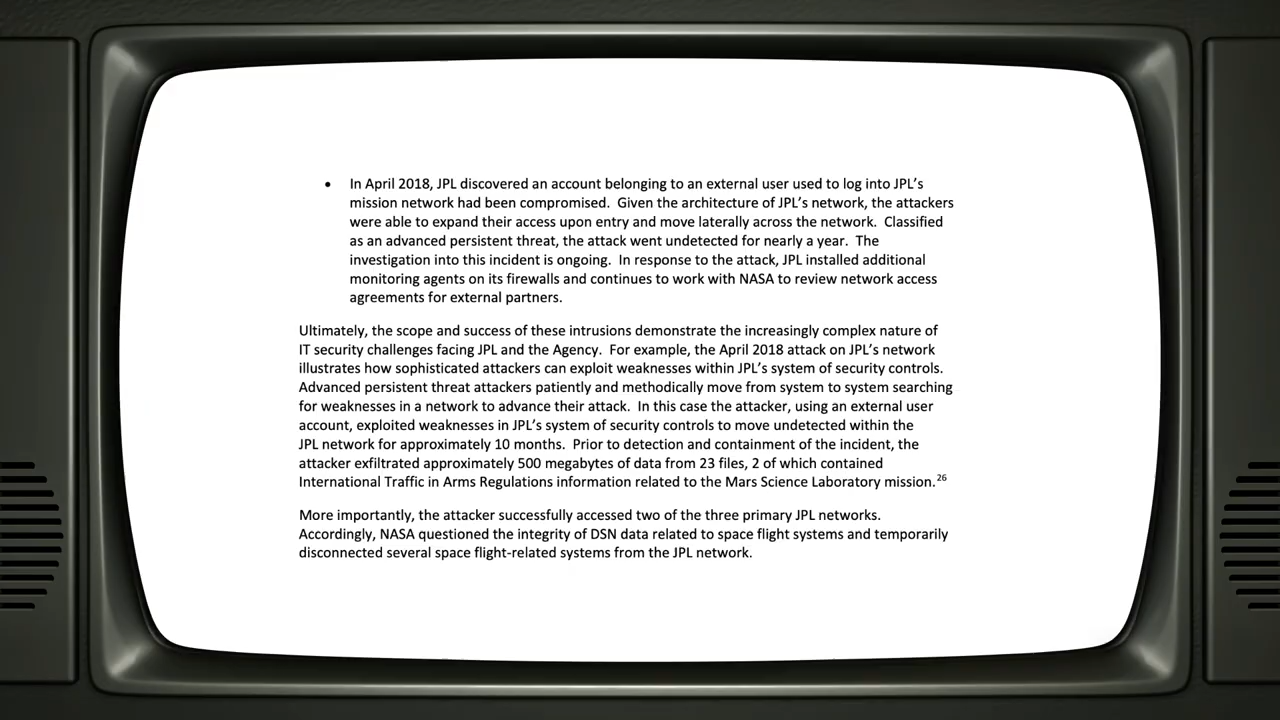 • In April 2018, JPL discovered an account belonging to an external user used to log into JPL's
mission network had been compromised. Given the architecture of JPL's network, the attackers
were able to expand their access upon entry and move laterally across the network. Classified
as an advanced persistent threat, the attack went undetected for nearly a year. The
investigation into this incident is ongoing. In response to the attack, JPL installed additional
monitoring agents on its firewalls and continues to work with NASA to review network access
agreements for external partners.
Ultimately, the scope and success of these intrusions demonstrate the increasingly complex nature of
IT security challenges facing JPL and the Agency. For example, the April 2018 attack on JPL's network
illustrates how sophisticated attackers can exploit weaknesses within JPL's system of security controls.
Advanced persistent threat attackers patiently and methodically move from system to system searching
for weaknesses in a network to advance their attack. In this case the attacker, using an external user
account, exploited weaknesses in JPL's system of security controls to move undetected within the
JPL network for approximately 10 months. Prior to detection and containment of the incident, the
attacker exfiltrated approximately 500 megabytes of data from 23 files, 2 of which contained
International Traffic in Arms Regulations information related to the Mars Science Laboratory mission.26
More importantly, the attacker successfully accessed two of the three primary JPL networks.
Accordingly, NASA questioned the integrity of DSN data related to space flight systems and temporarily
disconnected several space flight-related systems from the JPL network.